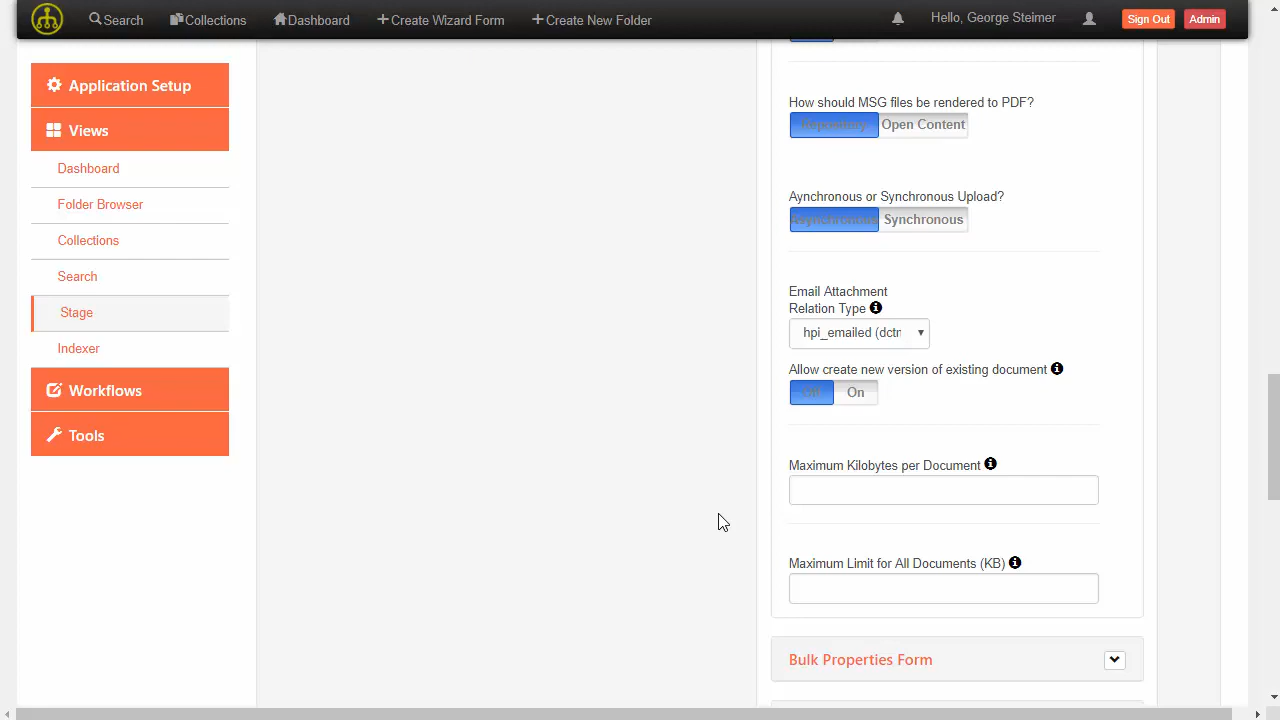 Search
Collections
Dashboard
Create Wizard Form
Create New Folder
Hello, George Steimer
Sign Out
Admin
Application Setup
Views
Dashboard
Folder Browser
Collections
Search
Stage
Indexer
Workflows
Tools
How should MSG files be rendered to PDF?
Repository Open Content
Aynchronous or Synchronous Upload?
Asynchronous Synchronous
Email Attachment
Relation Type
hpi_emailed (dctm
Allow create new version of existing document
Off On
Maximum Kilobytes per Document
Maximum Limit for All Documents (KB)
Bulk Properties Form